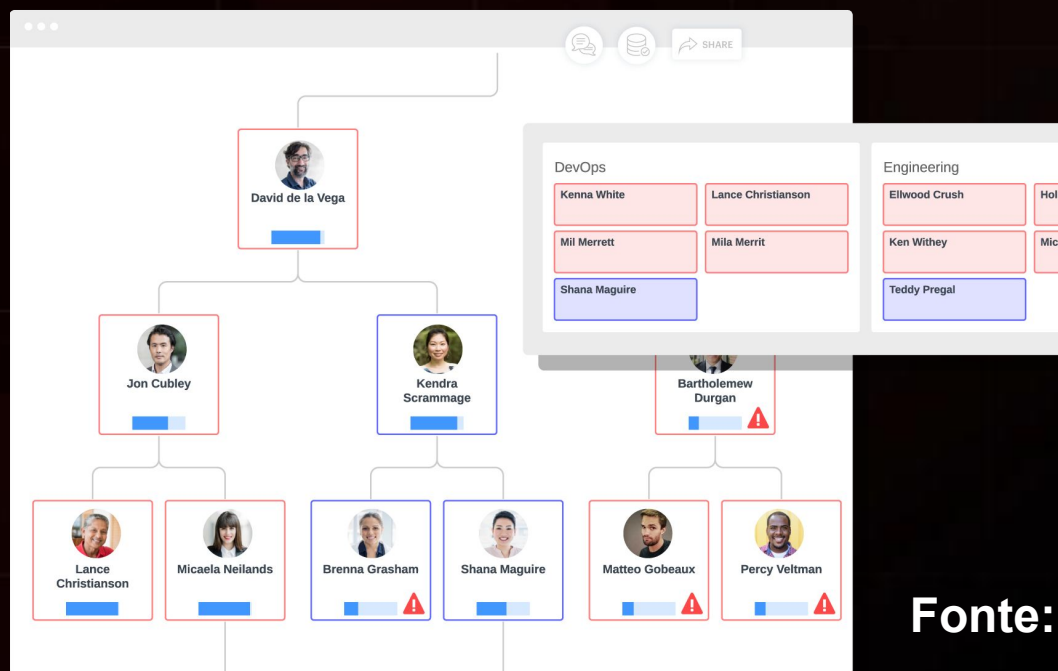 SHARE
David de la Vega
DevOps
Kenna White
Lance Christianson
Mil Merrett
Mila Merrit
Shana Maguire
Engineering
Ellwood Crush
Hol
Ken Withey
Mic
Teddy Pregal
Jon Cubley
Kendra
Scrammage
Bartholemew
Durgan
Lance
Christianson
Micaela Neilands
Brenna Grasham
Shana Maguire
Matteo Gobeaux
Percy Veltman
Fonte: